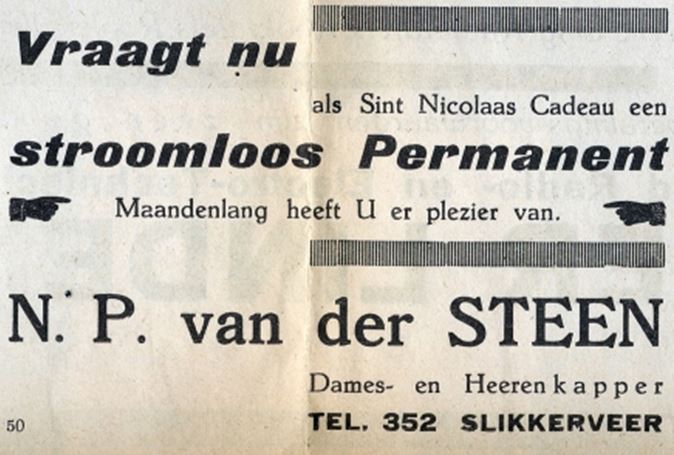 Vraagt nu
als Sint Nicolaas Cadeau een
stroomloos Permanent
Maandenlang heeft U er plezier van.
N. P. van der STEEN
Dames- en Heerenkapper
50
TEL. 352 SLIKKERVEER